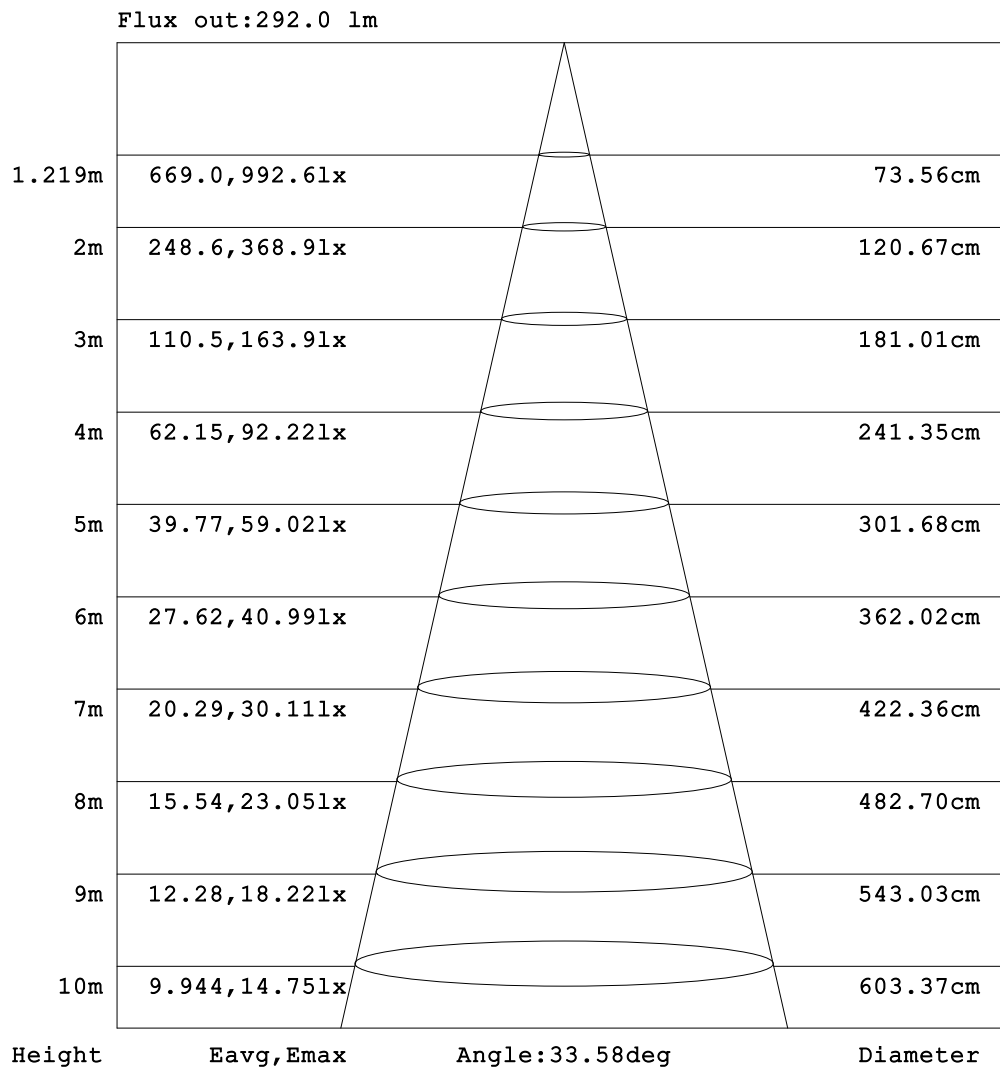 Flux out:292.0 lm
1.219m 669.0,992.6lx 73.56cm
2m 248.6,368.9lx 120.67cm
3m 110.5,163.9lx 181.01cm
4m 62.15,92.22lx 241.35cm
5m 39.77,59.02lx 301.68cm
6m 27.62,40.99lx 362.02cm
7m 20.29,30.11lx 422.36cm
8m 15.54,23.05lx 482.70cm
9m 12.28,18.22lx 543.03cm
10m 9.944,14.75lx 603.37cm
Height Eavg,Emax Angle:33.58deg Diameter